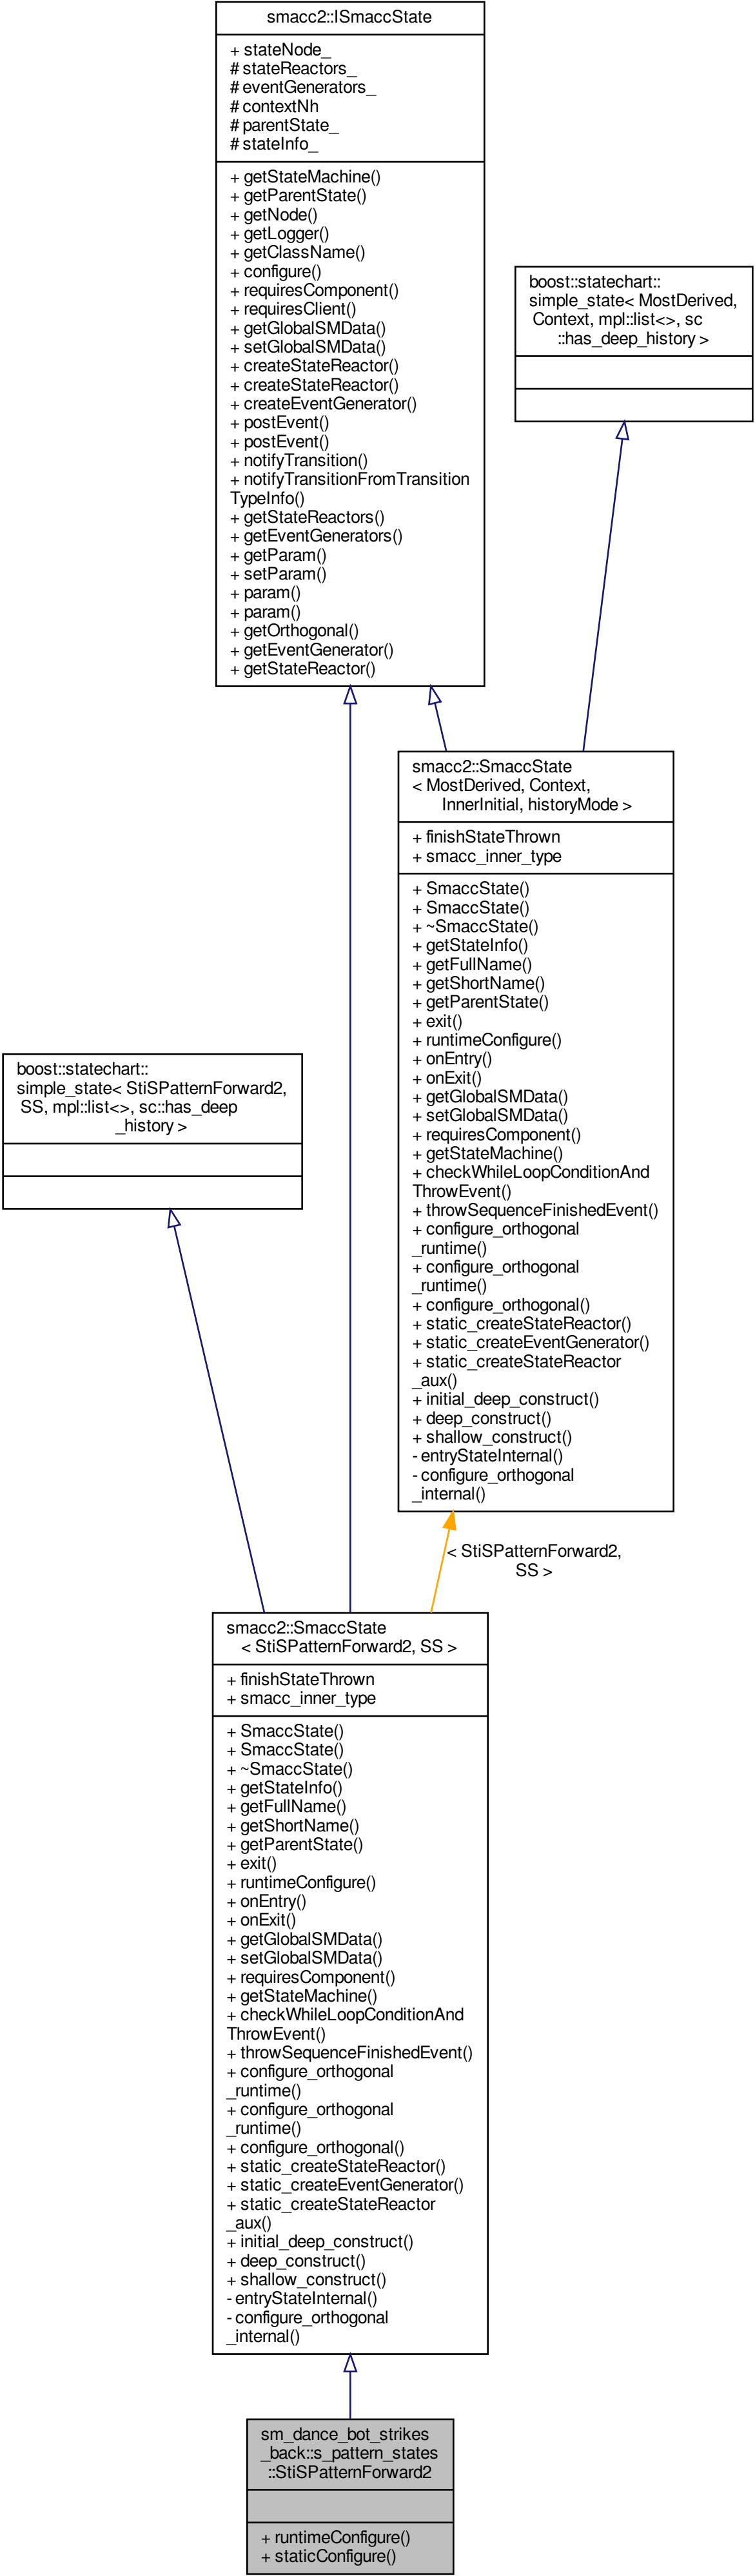 smacc2::ISmaccState
+ stateNode_
# stateReactors_
# eventGenerators_
# contextNh
# parentState_
# stateInfo_
+ getStateMachine()
+ getParentState()
+ getNode()
+ getLogger()
+ getClassName()
+ configure()
+ requiresComponent()
+ requiresClient()
+ getGlobalSMData()
+ setGlobalSMData()
+ createStateReactor()
+ createStateReactor()
+ createEventGenerator()
+ postEvent()
+ postEvent()
+ notifyTransition()
+ notifyTransitionFromTransition
TypeInfo()
+ getStateReactors()
+ getEventGenerators()
+ getParam()
+ setParam()
+ param()
+ param()
+ getOrthogonal()
+ getEventGenerator()
+ getStateReactor()
boost::statechart::
simple_state< MostDerived,
Context, mpl::list<>, sc
::has_deep_history >
smacc2::SmaccState
< MostDerived, Context,
InnerInitial, historyMode >
+ finishStateThrown
+ smacc_inner_type
+ SmaccState()
+ SmaccState()
+ ~SmaccState()
+ getStateInfo()
+ getFullName()
+ getShortName()
+ getParentState()
+ exit()
+ runtimeConfigure()
+ onEntry()
+ onExit()
+ getGlobalSMData()
+ setGlobalSMData()
+ requiresComponent()
+ getStateMachine()
+ checkWhileLoopConditionAnd
ThrowEvent()
+ throwSequenceFinishedEvent()
+ configure_orthogonal
_runtime()
+ configure_orthogonal
_runtime()
+ configure_orthogonal()
+ static_createStateReactor()
+ static_createEventGenerator()
+ static_createStateReactor
_aux()
+ initial_deep_construct()
+ deep_construct()
+ shallow_construct()
- entryStateInternal()
- configure_orthogonal
_internal()
boost::statechart::
simple_state< StiSPatternForward2,
SS, mpl::list<>, sc::has_deep
_history >
< StiSPatternForward2,
SS >
smacc2::SmaccState
< StiSPatternForward2, SS >
+ finishStateThrown
+ smacc_inner_type
+ SmaccState()
+ SmaccState()
+ ~SmaccState()
+ getStateInfo()
+ getFullName()
+ getShortName()
+ getParentState()
+ exit()
+ runtimeConfigure()
+ onEntry()
+ onExit()
+ getGlobalSMData()
+ setGlobalSMData()
+ requiresComponent()
+ getStateMachine()
+ checkWhileLoopConditionAnd
ThrowEvent()
+ throwSequenceFinishedEvent()
+ configure_orthogonal
_runtime()
+ configure_orthogonal
_runtime()
+ configure_orthogonal()
+ static_createStateReactor()
+ static_createEventGenerator()
+ static_createStateReactor
_aux()
+ initial_deep_construct()
+ deep_construct()
+ shallow_construct()
- entryStateInternal()
- configure_orthogonal
_internal()
sm_dance_bot_strikes
_back::s_pattern_states
::StiSPatternForward2
+ runtimeConfigure()
+ staticConfigure()